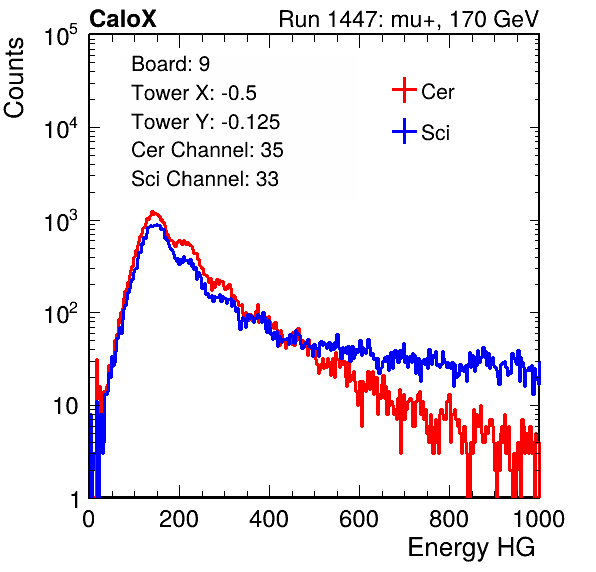 CaloX
Run 1447: mu+, 170 GeV
Counts
Board: 9
Tower X: -0.5
Tower Y: -0.125
Cer Channel: 35
Sci Channel: 33
Cer
Sci
10^5
10^4
10^3
10^2
10
1
0 200 400 600 800 1000
Energy HG